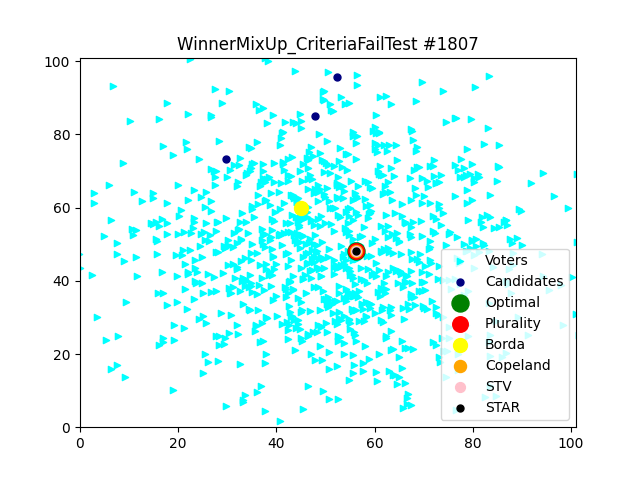 WinnerMixUp_CriteriaFailTest #1807
100
80
60
40
20
0
0 20 40 60 80 100
Voters
Candidates
Optimal
Plurality
Borda
Copeland
STV
STAR